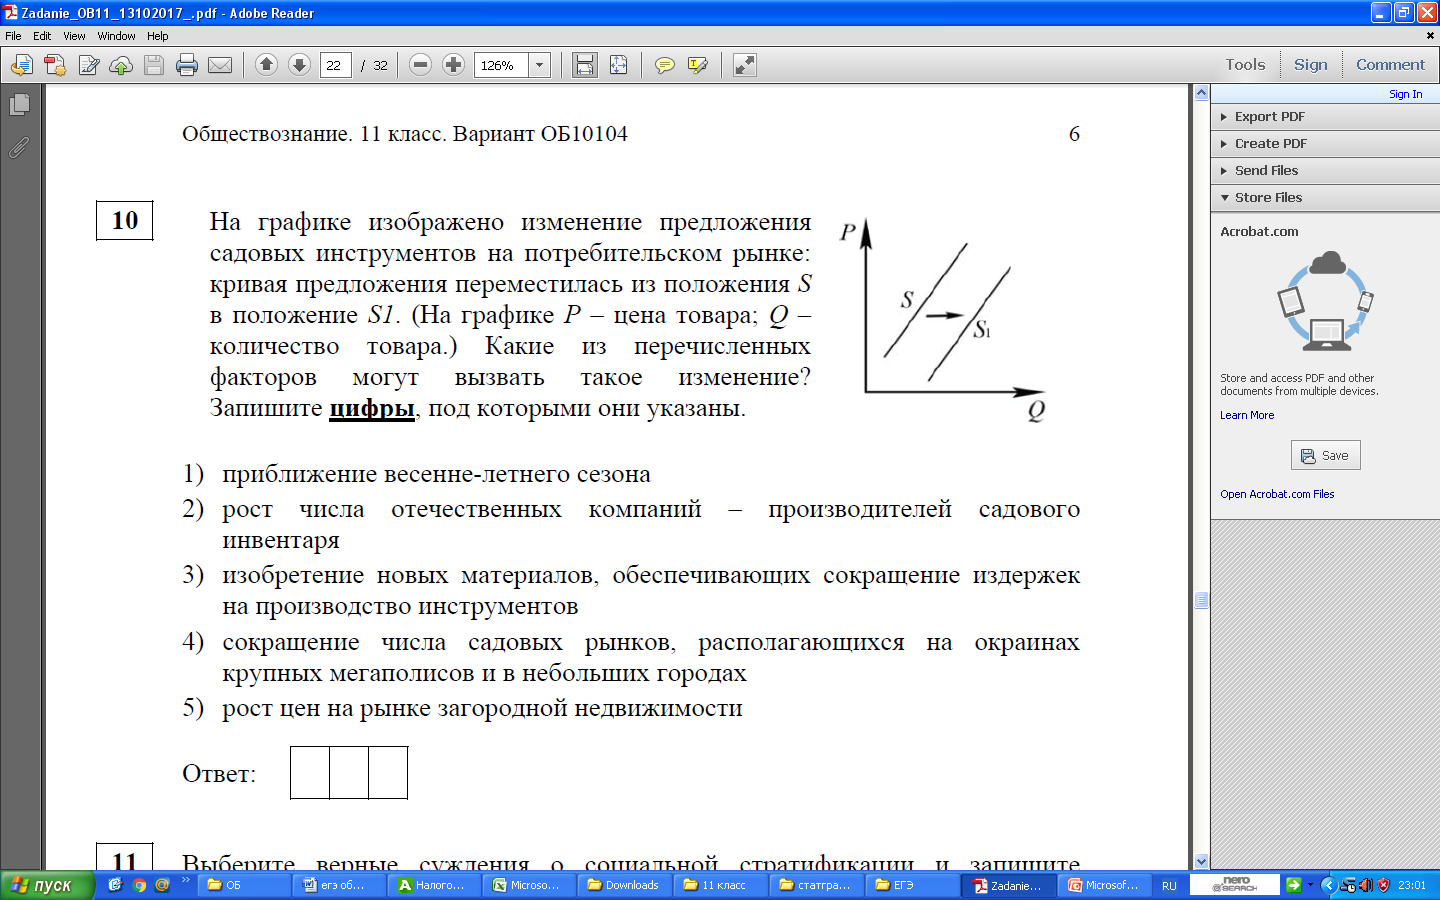 Zadanie_OB11_13102017_.pdf - Adobe Reader
File Edit View Window Help
22 / 32 126% Tools Sign Comment
Sign In
Export PDF
Create PDF
Send Files
Store Files
Acrobat.com
Store and access PDF and other
documents from multiple devices.
Learn More
Save
Open Acrobat.com Files
Обществознание. 11 класс. Вариант ОБ10104 6
10
На графике изображено изменение предложения
садовых инструментов на потребительском рынке:
кривая предложения переместилась из положения S
в положение S1. (На графике P – цена товара; Q –
количество товара.) Какие из перечисленных
факторов могут вызвать такое изменение?
Запишите цифры, под которыми они указаны.
P
S
S1
Q
1) приближение весенне-летнего сезона
2) рост числа отечественных компаний – производителей садового
инвентаря
3) изобретение новых материалов, обеспечивающих сокращение издержек
на производство инструментов
4) сокращение числа садовых рынков, располагающихся на окраинах
крупных мегаполисов и в небольших городах
5) рост цен на рынке загородной недвижимости
Ответ:
11 Выберите верные суждения о социальной стратификации и запишите
пуск » ОБ егэ об... Налого... Microso... Downloads 11 класс статгра... ЕГЭ Zadanie... Microsof... RU nero SEARCH 23:01